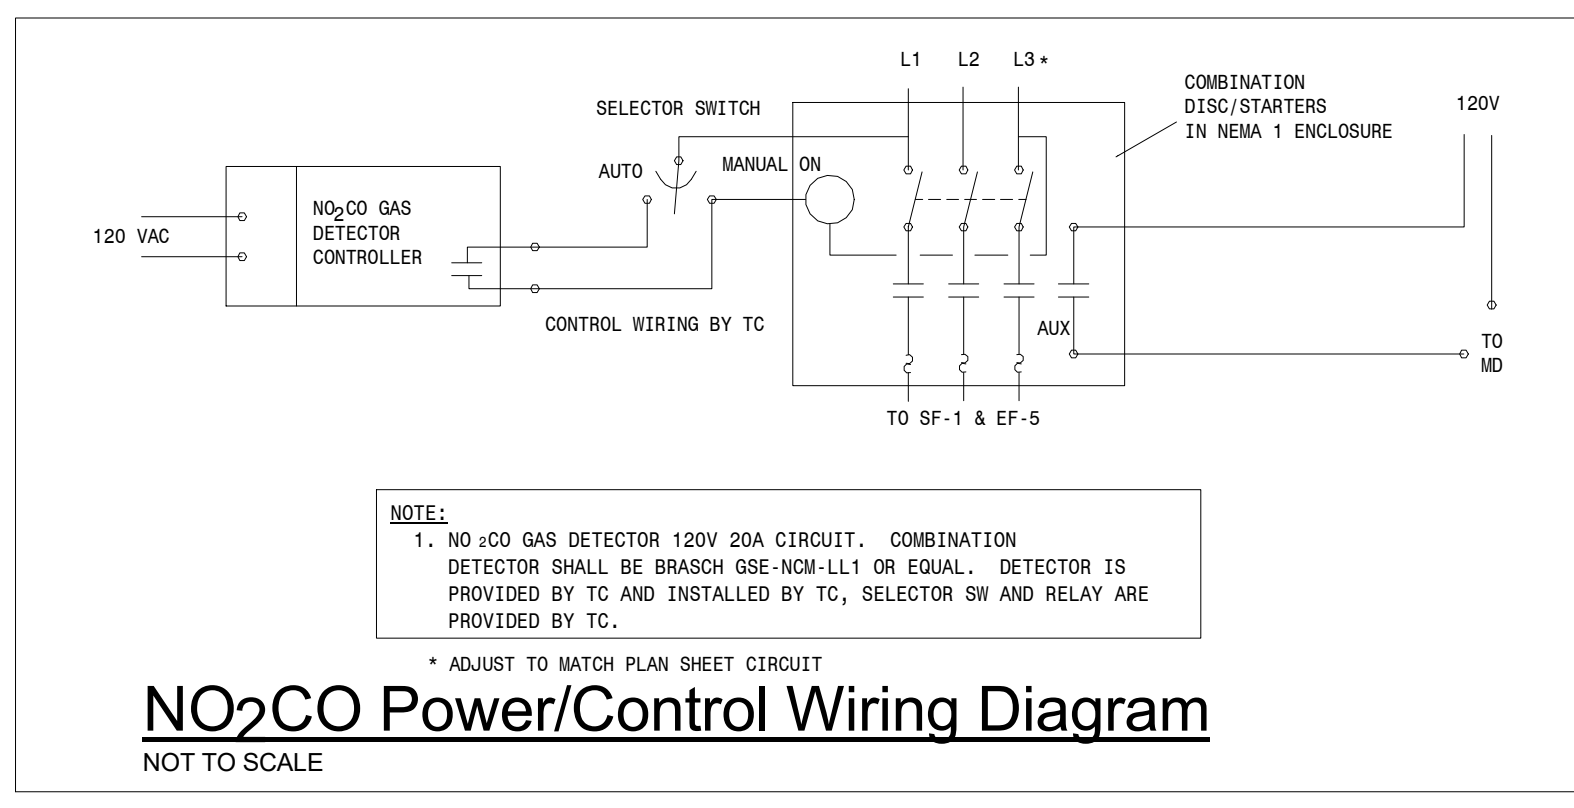 L1 L2 L3 *
COMBINATION
DISC/STARTERS
IN NEMA 1 ENCLOSURE
120V
SELECTOR SWITCH
AUTO
MANUAL ON
NO2CO GAS
DETECTOR
CONTROLLER
120 VAC
CONTROL WIRING BY TC
AUX
TO
MD
TO SF-1 & EF-5
NOTE:
1. NO 2CO GAS DETECTOR 120V 20A CIRCUIT. COMBINATION
DETECTOR SHALL BE BRASCH GSE-NCM-LL1 OR EQUAL. DETECTOR IS
PROVIDED BY TC AND INSTALLED BY TC, SELECTOR SW AND RELAY ARE
PROVIDED BY TC.
* ADJUST TO MATCH PLAN SHEET CIRCUIT
NO2CO Power/Control Wiring Diagram
NOT TO SCALE